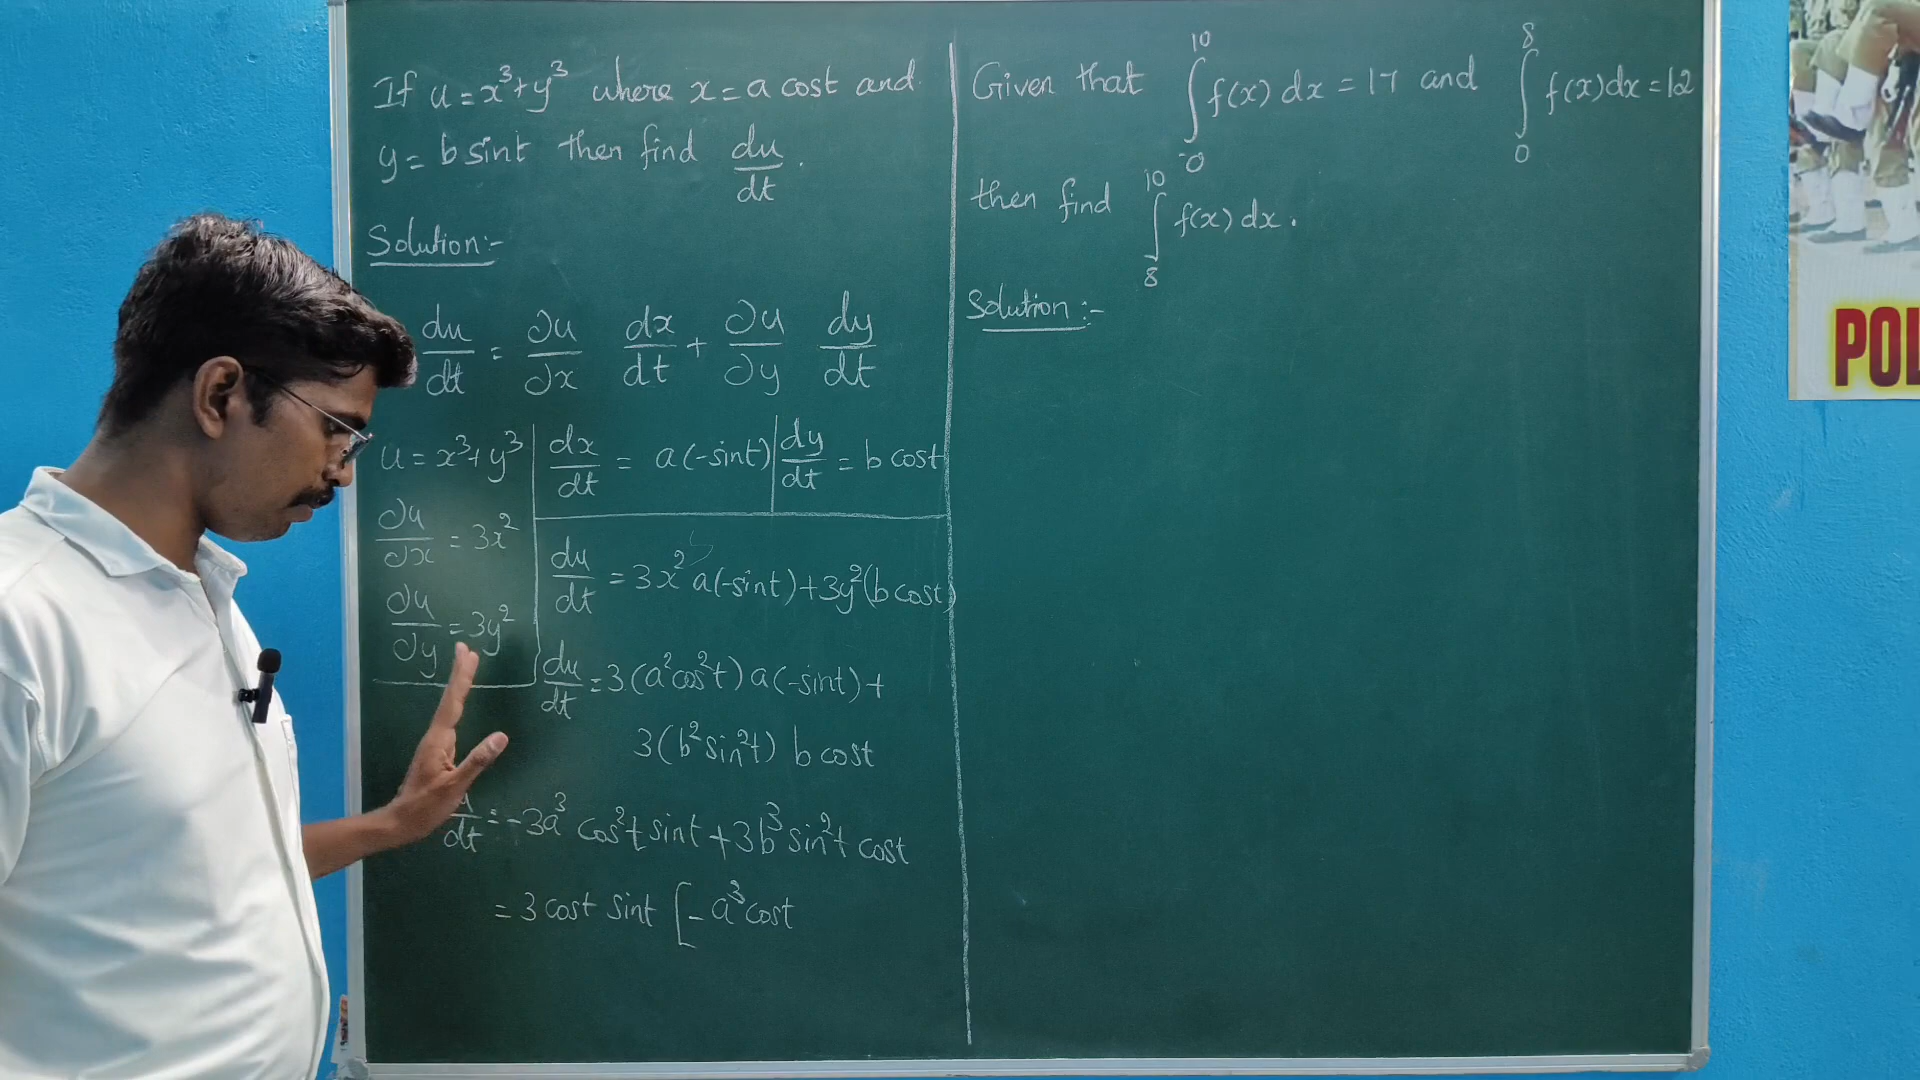 If u = x³ + y³ where x = a cost and
y = b sint then find du/dt.
Solution:-
du/dt = ∂u/∂x dx/dt + ∂u/∂y dy/dt
u = x³ + y³
∂u/∂x = 3x²
∂u/∂y = 3y²
dx/dt = a(-sint)
dy/dt = b cost
du/dt = 3x² a(-sint) + 3y²(b cost)
du/dt = 3(a²cos²t) a(-sint) +
3(b²sin²t) b cost
/dt = -3a³ cos²t sint + 3b³ sin²t cost
= 3 cost sint [-a³cost
Given that ∫₀¹⁰ f(x) dx = 17 and ∫₀⁸ f(x)dx = 12
then find ∫₈¹⁰ f(x) dx.
Solution:-
POL